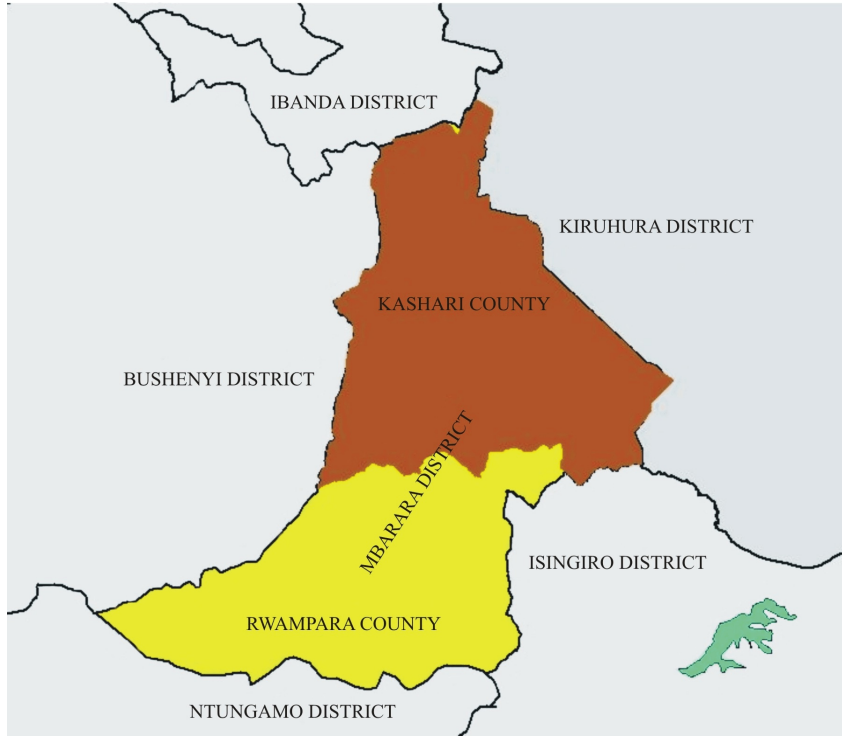 IBANDA DISTRICT
KIRUHURA DISTRICT
KASHARI COUNTY
BUSHENYI DISTRICT
MBARARA DISTRICT
ISINGIRO DISTRICT
RWAMPARA COUNTY
NTUNGAMO DISTRICT